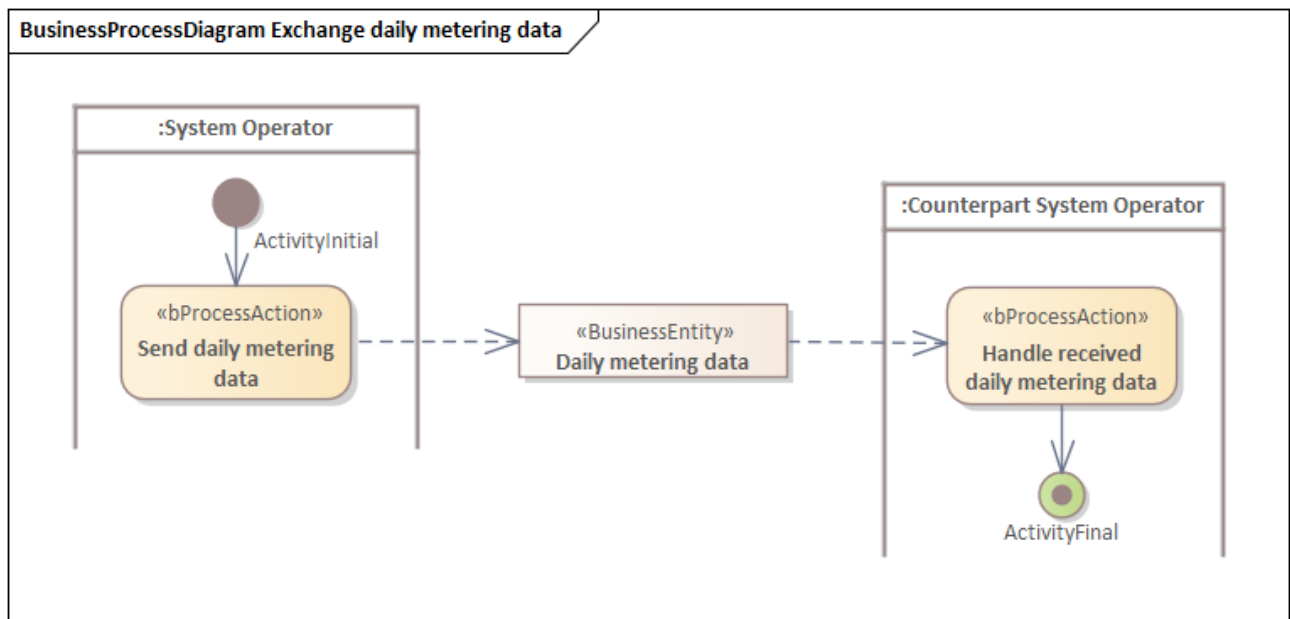 BusinessProcessDiagram Exchange daily metering data
:System Operator
ActivityInitial
«bProcessAction»
Send daily metering
data
«BusinessEntity»
Daily metering data
:Counterpart System Operator
«bProcessAction»
Handle received
daily metering data
ActivityFinal